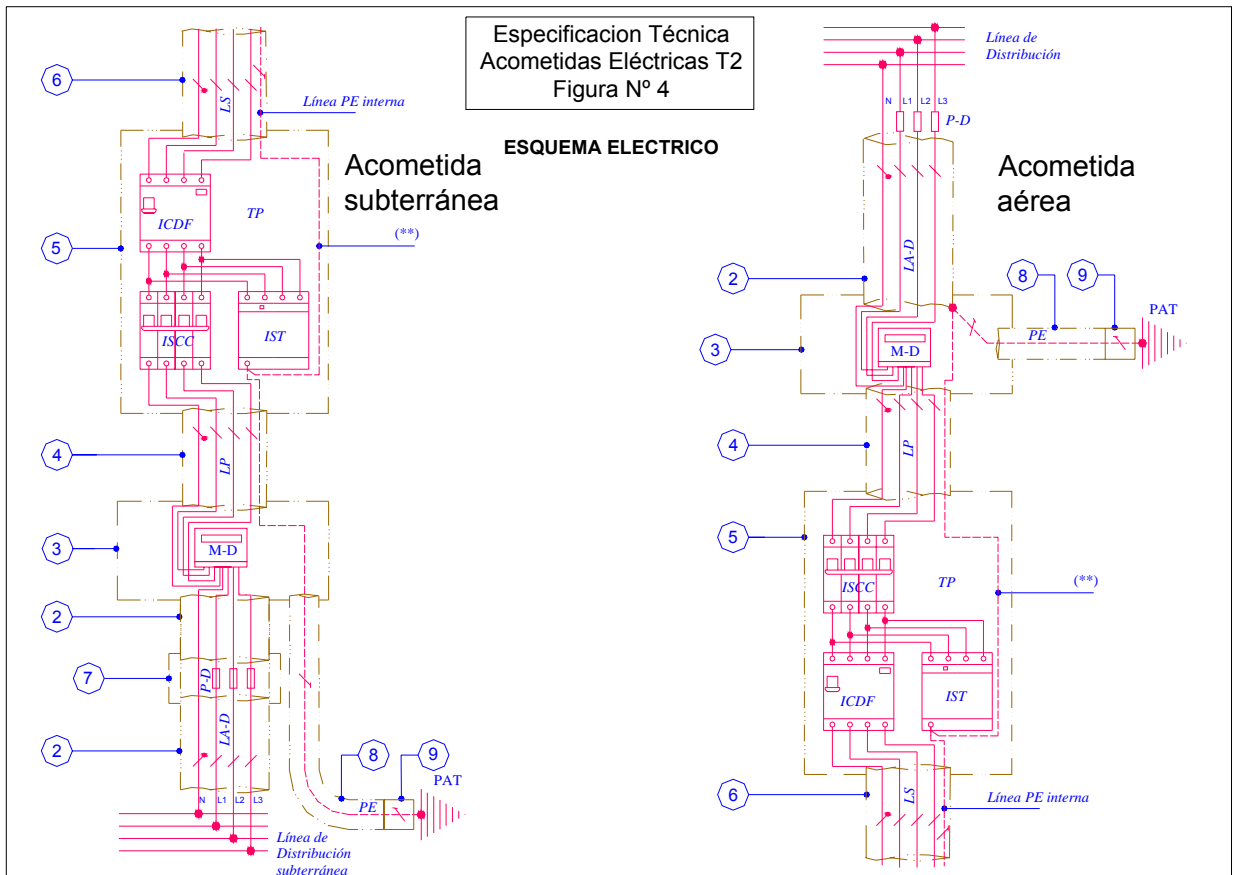 Especificacion Técnica
Acometidas Eléctricas T2
Figura Nº 4
ESQUEMA ELECTRICO
6
LS
Línea PE interna
Acometida
subterránea
ICDF
TP
(**)
5
ISCC
IST
4
LP
3
M-D
2
7
P-D
2
LA-D
8
9
PAT
PE
N
L1
L2
L3
Línea de
Distribución
subterránea
Línea de
Distribución
N
L1
L2
L3
P-D
Acometida
aérea
2
LA-D
8
9
PAT
PE
3
M-D
4
LP
5
ISCC
TP
(**)
ICDF
IST
6
LS
Línea PE interna